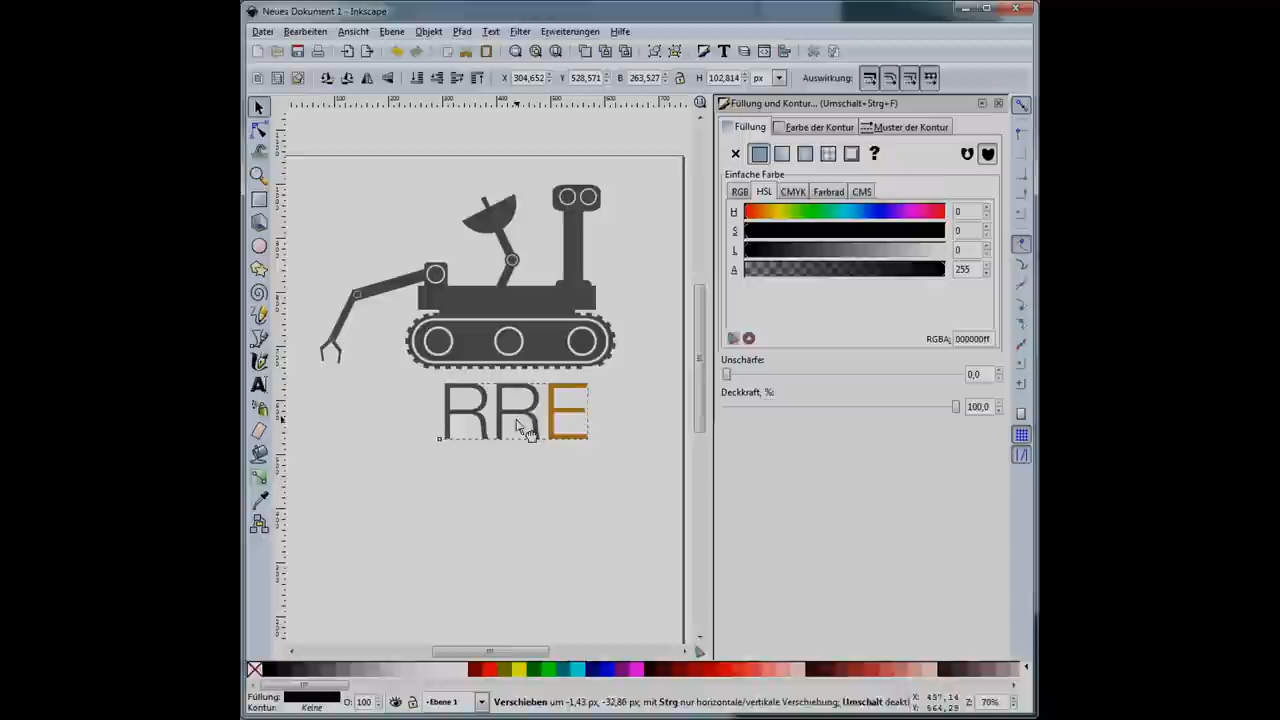 Neues Dokument 1 - Inkscape
Datei Bearbeiten Ansicht Ebene Objekt Pfad Text Filter Erweiterungen Hilfe
X 304,652 Y 528,571 B 263,527 H 102,814 px Auswirkung:
Füllung und Kontur... (Umschalt+Strg+F)
Füllung Farbe der Kontur Muster der Kontur
Einfache Farbe
RGB HSL CMYK Farbrad CMS
H 0
S 0
L 0
A 255
RGBA: 000000ff
Unschärfe:
0,0
Deckkraft, %:
100,0
RRE
Füllung: O: 100 -Ebene 1 Verschieben um -1,43 px, -32,86 px; mit Strg nur horizontale/vertikale Verschiebung; Umschalt deakti X: 437,14 Z: 70%
Kontur: Keine Y: 564,29